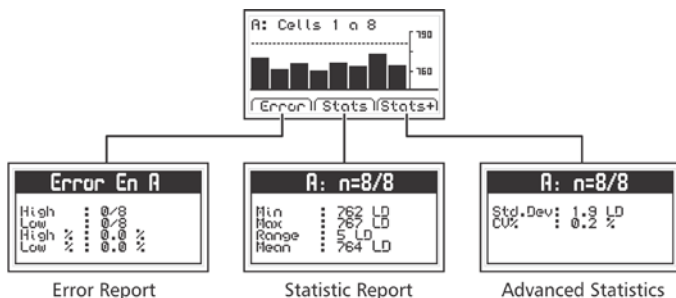 A: Cells 1 a 8
790
760
Error Stats Stats+
Error En A
High : 0/8
Low : 0/8
High % : 0.0 %
Low % : 0.0 %
Error Report
A: n=8/8
Min : 762 LD
Max : 767 LD
Range : 5 LD
Mean : 764 LD
Statistic Report
A: n=8/8
Std.Dev: 1.9 LD
CV% : 0.2 %
Advanced Statistics